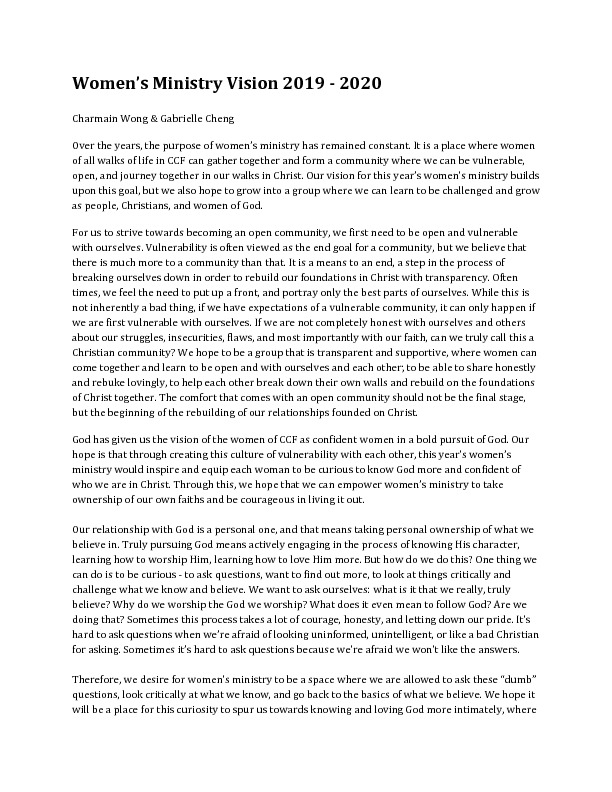 Women’s Ministry Vision 2019 - 2020
Charmain Wong & Gabrielle Cheng
Over the years, the purpose of women’s ministry has remained constant. It is a place where women
of all walks of life in CCF can gather together and form a community where we can be vulnerable,
open, and journey together in our walks in Christ. Our vision for this year’s women’s ministry builds
upon this goal, but we also hope to grow into a group where we can learn to be challenged and grow
as people, Christians, and women of God.
For us to strive towards becoming an open community, we first need to be open and vulnerable
with ourselves. Vulnerability is often viewed as the end goal for a community, but we believe that
there is much more to a community than that. It is a means to an end, a step in the process of
breaking ourselves down in order to rebuild our foundations in Christ with transparency. Often
times, we feel the need to put up a front, and portray only the best parts of ourselves. While this is
not inherently a bad thing, if we have expectations of a vulnerable community, it can only happen if
we are first vulnerable with ourselves. If we are not completely honest with ourselves and others
about our struggles, insecurities, flaws, and most importantly with our faith, can we truly call this a
Christian community? We hope to be a group that is transparent and supportive, where women can
come together and learn to be open and with ourselves and each other; to be able to share honestly
and rebuke lovingly, to help each other break down their own walls and rebuild on the foundations
of Christ together. The comfort that comes with an open community should not be the final stage,
but the beginning of the rebuilding of our relationships founded on Christ.
God has given us the vision of the women of CCF as confident women in a bold pursuit of God. Our
hope is that through creating this culture of vulnerability with each other, this year’s women’s
ministry would inspire and equip each woman to be curious to know God more and confident of
who we are in Christ. Through this, we hope that we can empower women’s ministry to take
ownership of our own faiths and be courageous in living it out.
Our relationship with God is a personal one, and that means taking personal ownership of what we
believe in. Truly pursuing God means actively engaging in the process of knowing His character,
learning how to worship Him, learning how to love Him more. But how do we do this? One thing we
can do is to be curious - to ask questions, want to find out more, to look at things critically and
challenge what we know and believe. We want to ask ourselves: what is it that we really, truly
believe? Why do we worship the God we worship? What does it even mean to follow God? Are we
doing that? Sometimes this process takes a lot of courage, honesty, and letting down our pride. It’s
hard to ask questions when we’re afraid of looking uninformed, unintelligent, or like a bad Christian
for asking. Sometimes it’s hard to ask questions because we’re afraid we won’t like the answers.
Therefore, we desire for women’s ministry to be a space where we are allowed to ask these “dumb”
questions, look critically at what we know, and go back to the basics of what we believe. We hope it
will be a place for this curiosity to spur us towards knowing and loving God more intimately, where